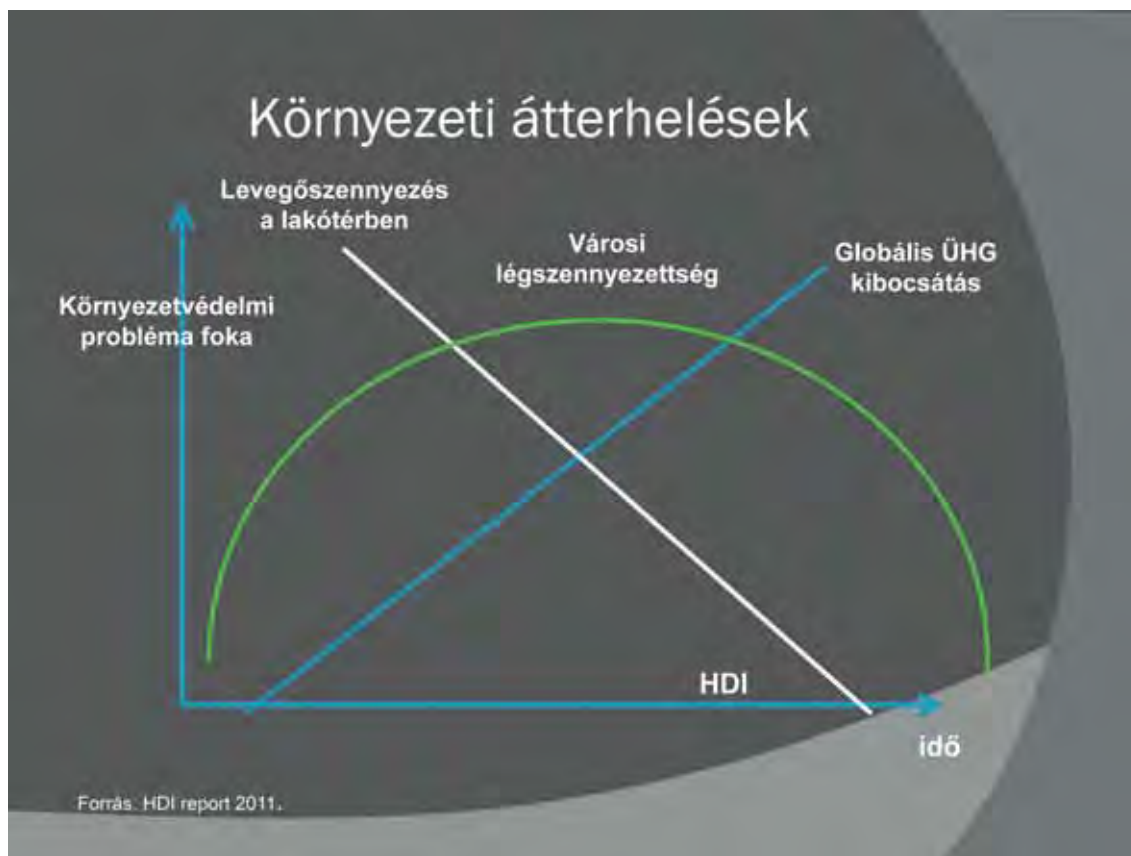 Környezeti átterhelések
Levegőszennyezés
a lakótérben
Városi
légszennyezettség
Globális ÜHG
kibocsátás
Környezetvédelmi
probléma foka
HDI
idő
Forrás: HDI report 2011.